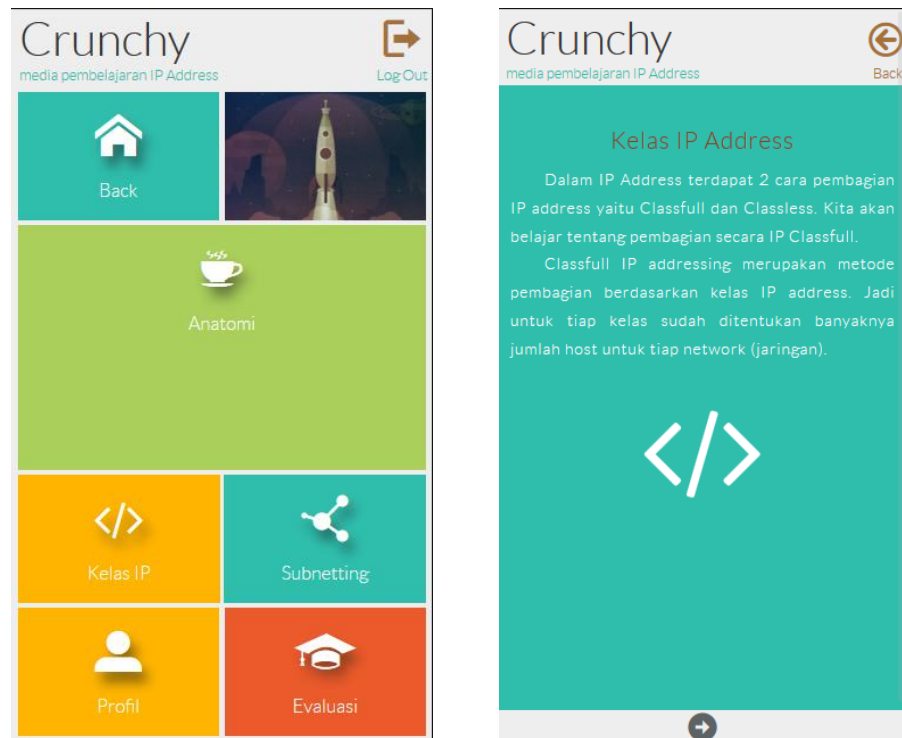 Crunchy
media pembelajaran IP Address
Log Out
Back
Anatomi
Kelas IP
Subnetting
Profil
Evaluasi
Crunchy
media pembelajaran IP Address
Back
Kelas IP Address
Dalam IP Address terdapat 2 cara pembagian
IP address yaitu Classfull dan Classless. Kita akan
belajar tentang pembagian secara IP Classfull.
Classfull IP addressing merupakan metode
pembagian berdasarkan kelas IP address. Jadi
untuk tiap kelas sudah ditentukan banyaknya
jumlah host untuk tiap network (jaringan).